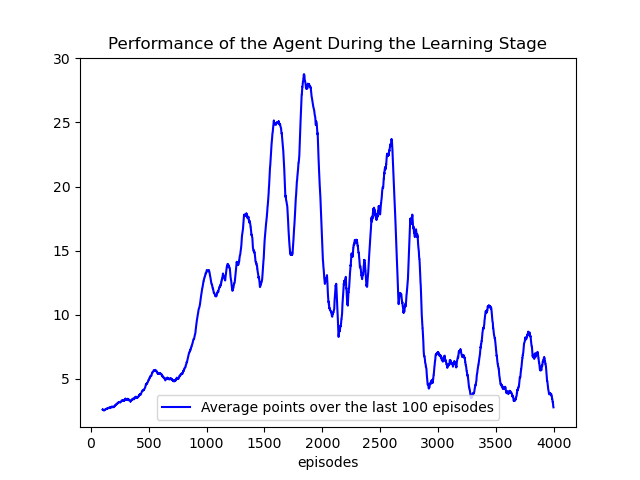 Performance of the Agent During the Learning Stage
30
25
20
15
10
5
Average points over the last 100 episodes
0 500 1000 1500 2000 2500 3000 3500 4000
episodes